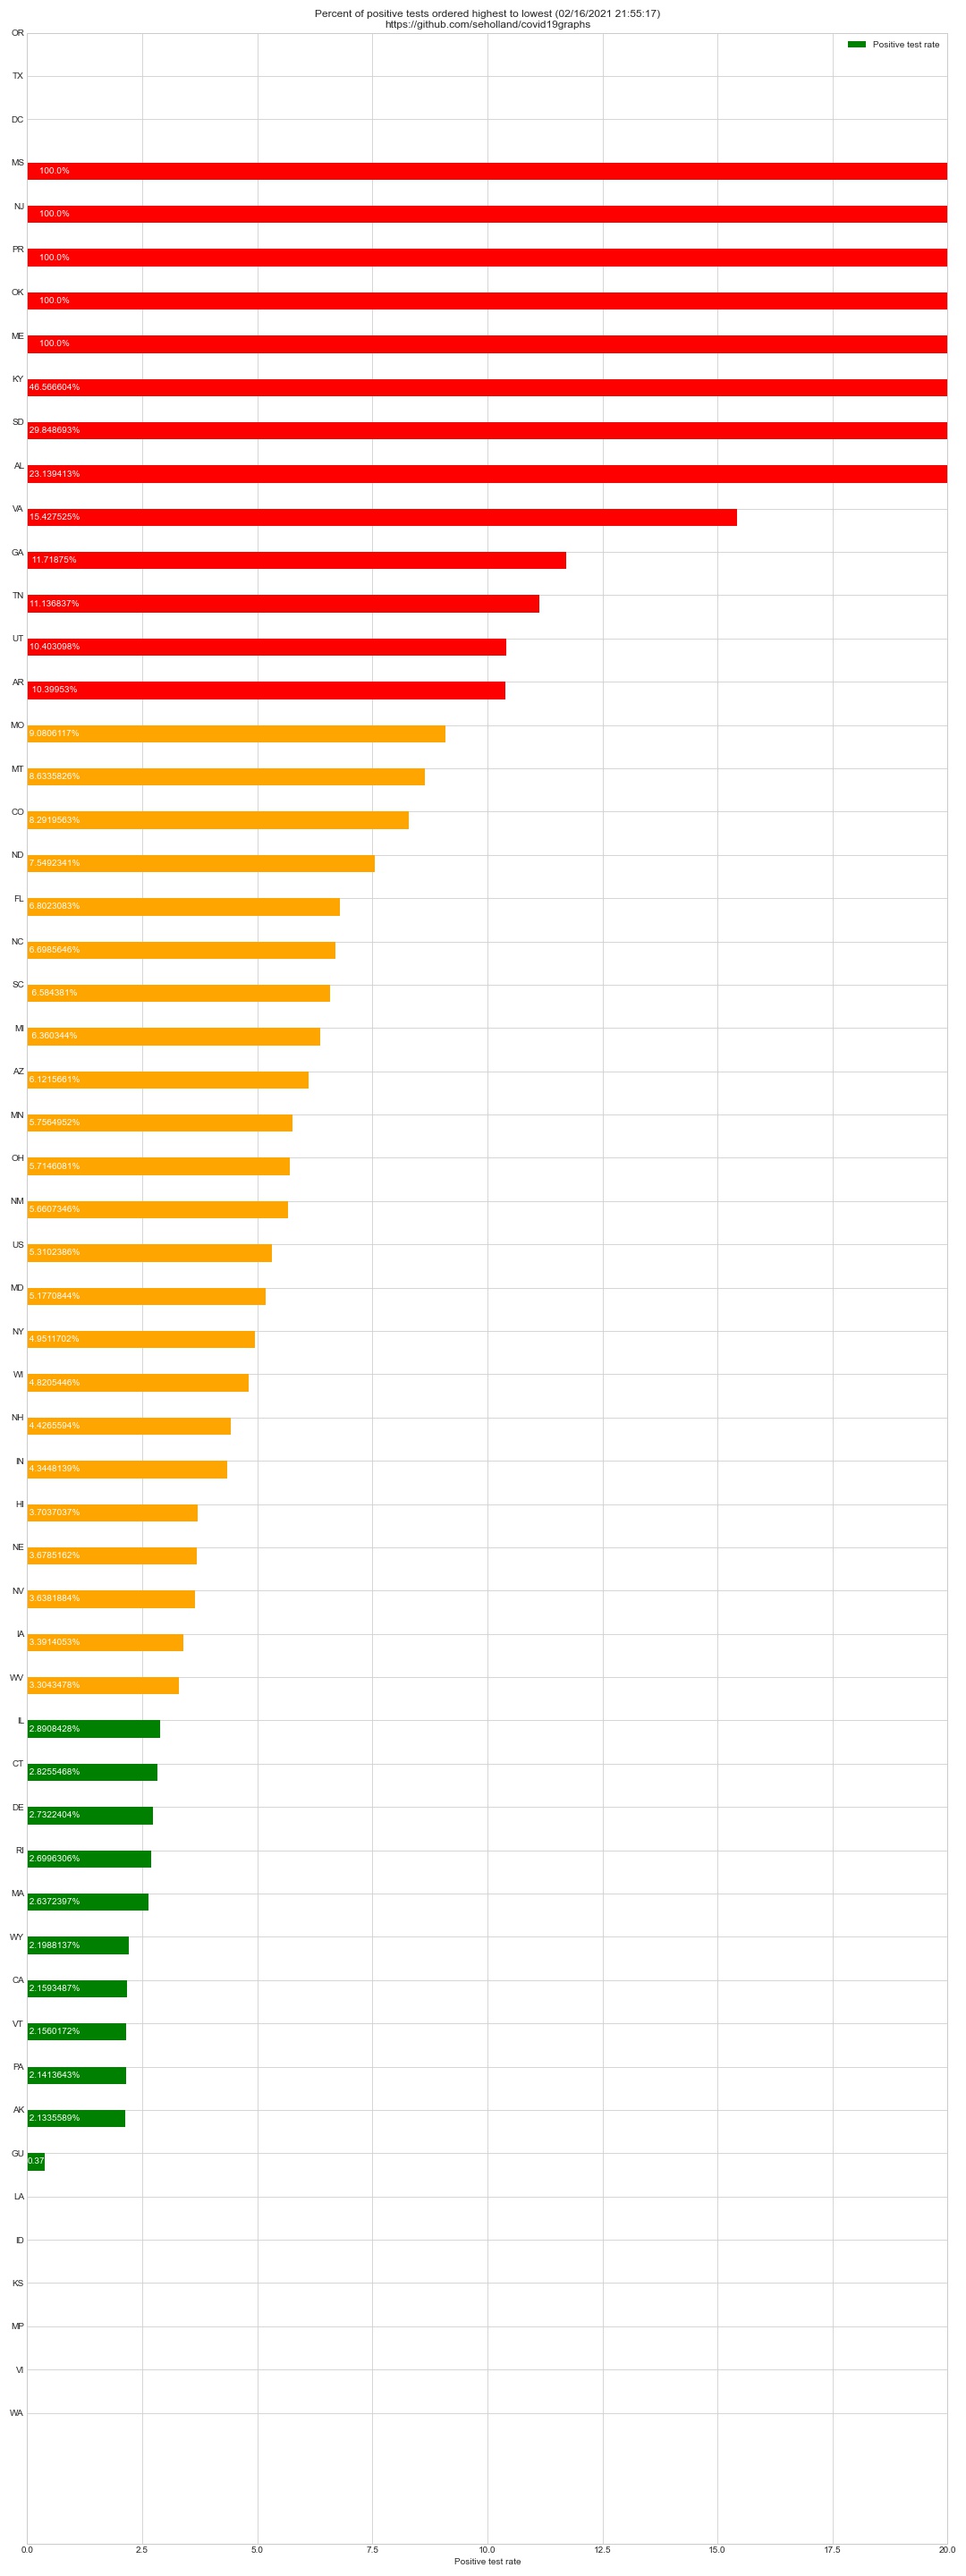 Percent of positive tests ordered highest to lowest (02/16/2021 21:55:17)
https://github.com/seholland/covid19graphs
Positive test rate
OR
TX
DC
MS 100.0%
NJ 100.0%
PR 100.0%
OK 100.0%
ME 100.0%
KY 46.566604%
SD 29.848693%
AL 23.139413%
VA 15.427525%
GA 11.71875%
TN 11.136837%
UT 10.403098%
AR 10.39953%
MO 9.0806117%
MT 8.6335826%
CO 8.2919563%
ND 7.5492341%
FL 6.8023083%
NC 6.6985646%
SC 6.584381%
MI 6.360344%
AZ 6.1215661%
MN 5.7564952%
OH 5.7146081%
NM 5.6607346%
US 5.3102386%
MD 5.1770844%
NY 4.9511702%
WI 4.8205446%
NH 4.4265594%
IN 4.3448139%
HI 3.7037037%
NE 3.6785162%
NV 3.6381884%
IA 3.3914053%
WV 3.3043478%
IL 2.8908428%
CT 2.8255468%
DE 2.7322404%
RI 2.6996306%
MA 2.6372397%
WY 2.1988137%
CA 2.1593487%
VT 2.1560172%
PA 2.1413643%
AK 2.1335589%
GU 0.37
LA
ID
KS
MP
VI
WA
0.0 2.5 5.0 7.5 10.0 12.5 15.0 17.5 20.0
Positive test rate